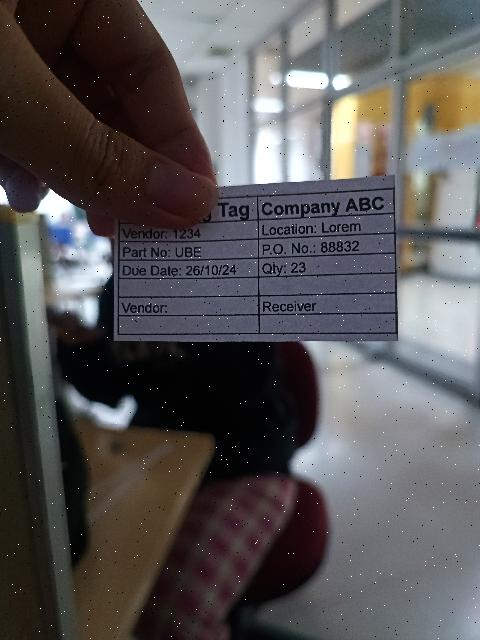 Tag Company ABC
Vendor: 1234 Location: Lorem
Part No: UBE P.O. No.: 88832
Due Date: 26/10/24 Qty: 23
Vendor: Receiver